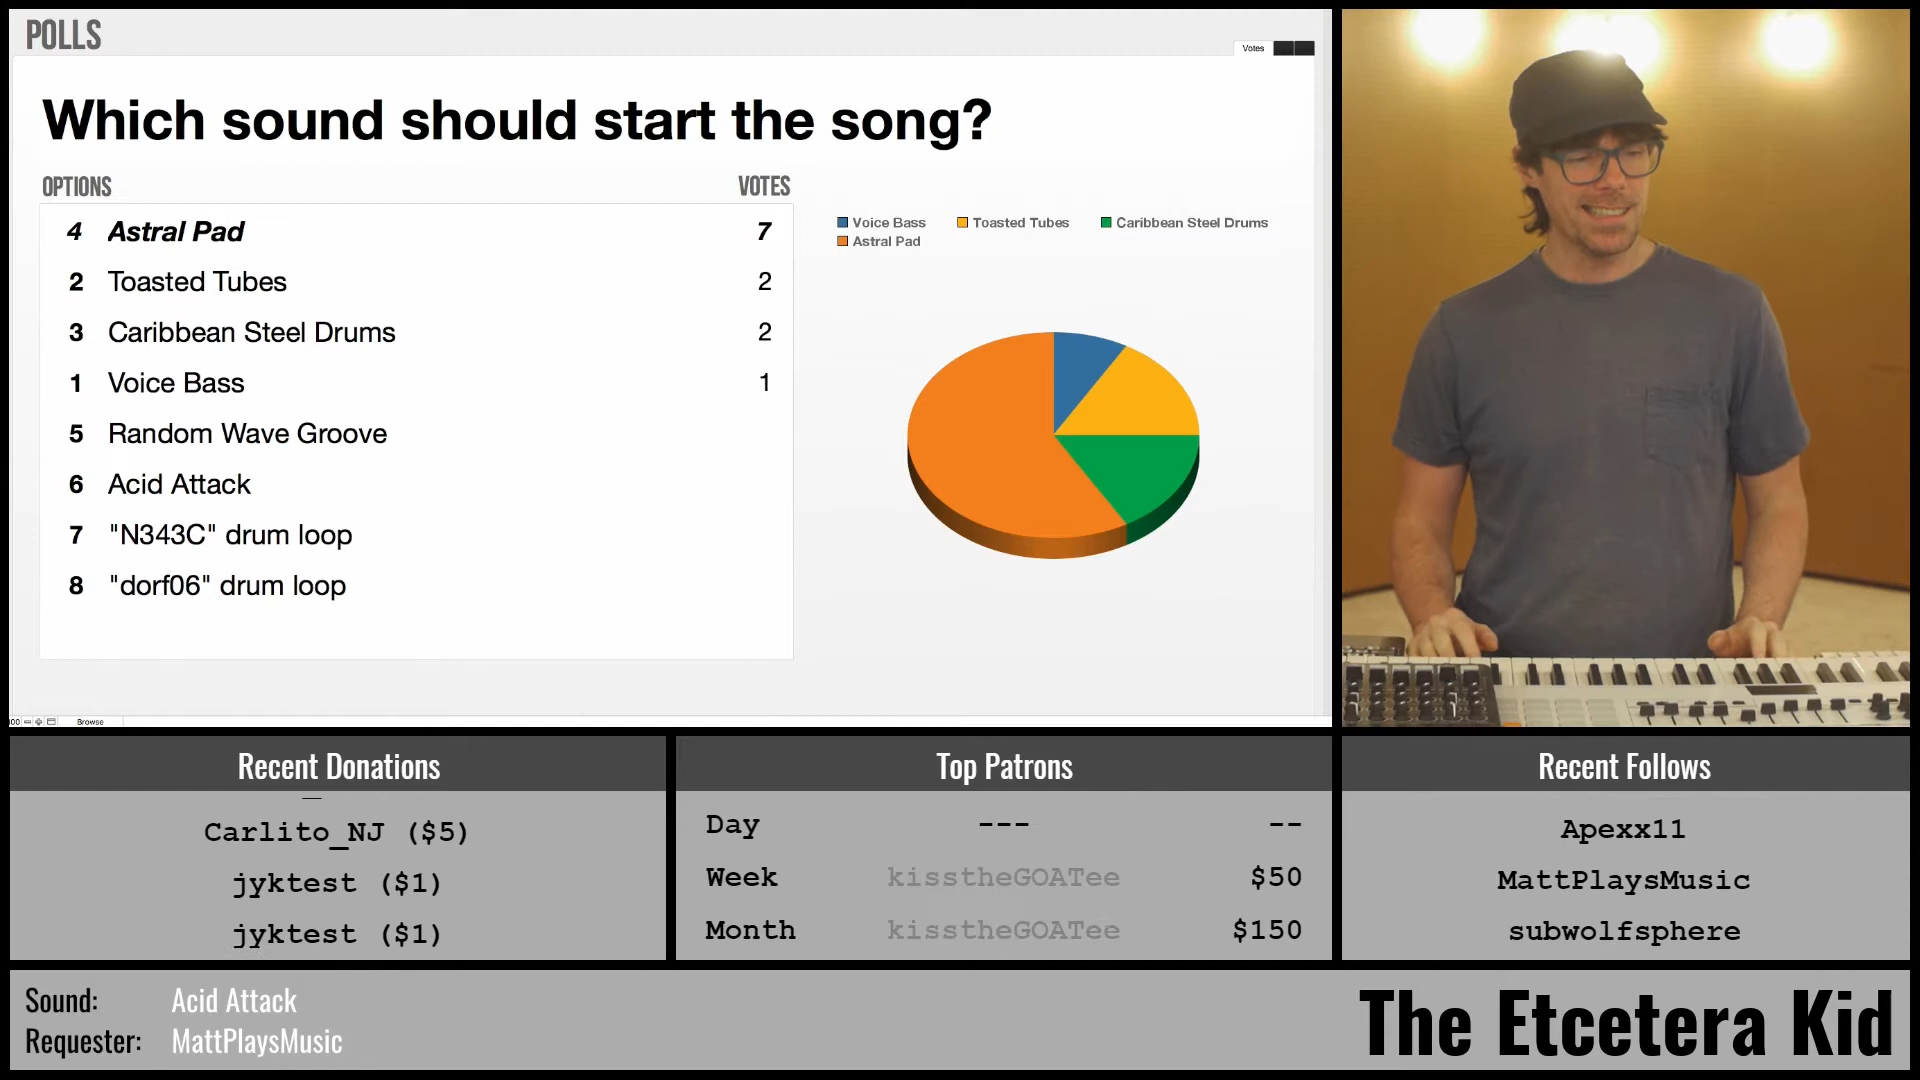 POLLS
Votes
Which sound should start the song?
OPTIONS VOTES
4 Astral Pad 7
2 Toasted Tubes 2
3 Caribbean Steel Drums 2
1 Voice Bass 1
5 Random Wave Groove
6 Acid Attack
7 "N343C" drum loop
8 "dorf06" drum loop
Voice Bass Toasted Tubes Caribbean Steel Drums
Astral Pad
Browse
Recent Donations
Carlito_NJ ($5)
jyktest ($1)
jyktest ($1)
Top Patrons
Day --- --
Week kisstheGOATee $50
Month kisstheGOATee $150
Recent Follows
Apexx11
MattPlaysMusic
subwolfsphere
Sound: Acid Attack
Requester: MattPlaysMusic
The Etcetera Kid